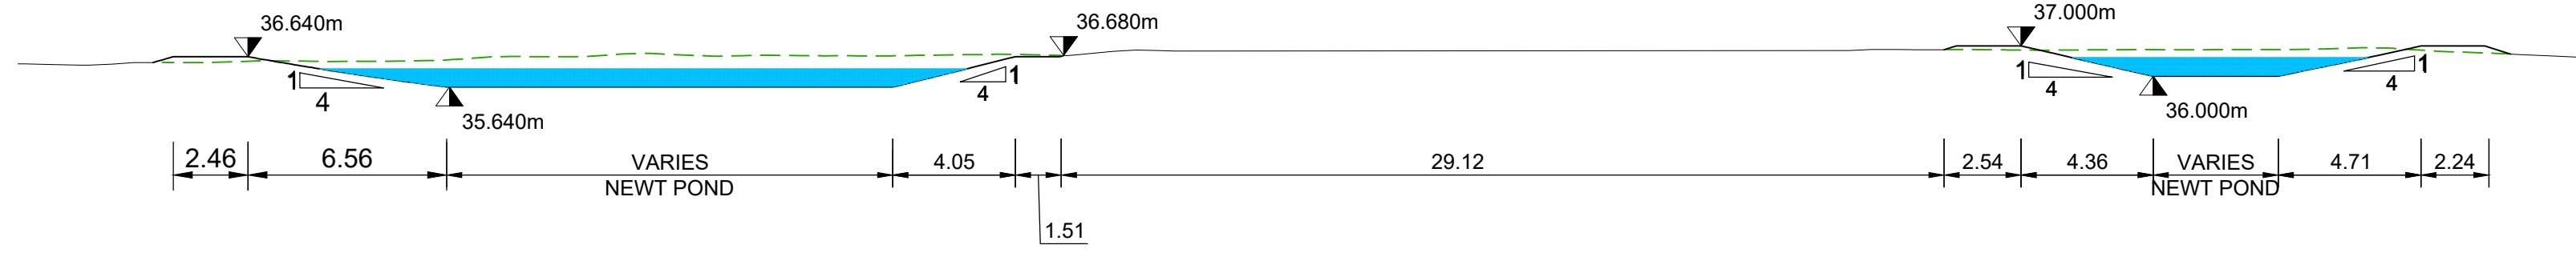 36.640m
36.680m
37.000m
1
4
1
4
1
4
1
4
35.640m
36.000m
2.46
6.56
VARIES
NEWT POND
4.05
29.12
2.54
4.36
VARIES
NEWT POND
4.71
2.24
1.51